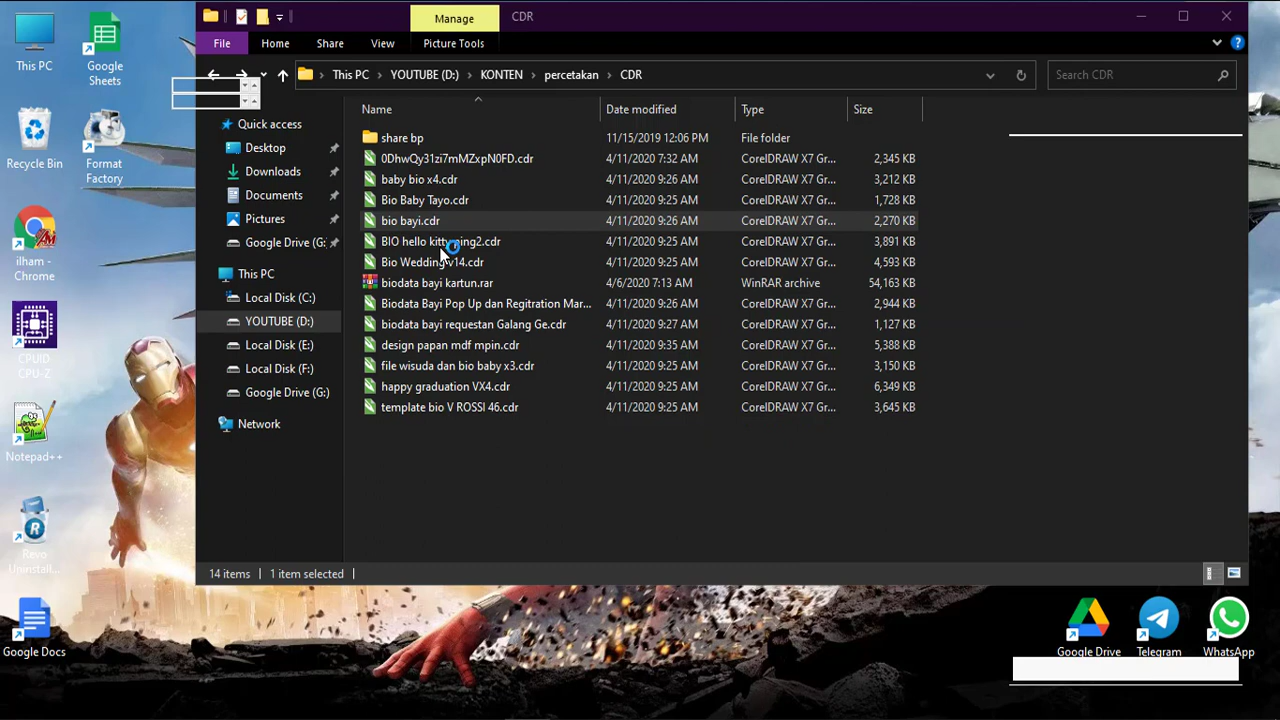 Manage
CDR
File
Home
Share
View
Picture Tools
This PC
YOUTUBE (D:)
KONTEN
percetakan
CDR
Search CDR
Name
Date modified
Type
Size
share bp
11/15/2019 12:06 PM
File folder
0DhwQy31zi7mMZxpN0FD.cdr
4/11/2020 7:32 AM
CorelDRAW X7 Gr...
2,345 KB
baby bio x4.cdr
4/11/2020 9:26 AM
CorelDRAW X7 Gr...
3,212 KB
Bio Baby Tayo.cdr
4/11/2020 9:25 AM
CorelDRAW X7 Gr...
1,728 KB
bio bayi.cdr
4/11/2020 9:26 AM
CorelDRAW X7 Gr...
2,270 KB
BIO hello kitty ing2.cdr
4/11/2020 9:25 AM
CorelDRAW X7 Gr...
3,891 KB
Bio Wedding v14.cdr
4/11/2020 9:25 AM
CorelDRAW X7 Gr...
4,593 KB
biodata bayi kartun.rar
4/6/2020 7:13 AM
WinRAR archive
54,163 KB
Biodata Bayi Pop Up dan Regitration Mar...
4/11/2020 9:26 AM
CorelDRAW X7 Gr...
2,944 KB
biodata bayi requestan Galang Ge.cdr
4/11/2020 9:27 AM
CorelDRAW X7 Gr...
1,127 KB
design papan mdf mpin.cdr
4/11/2020 9:35 AM
CorelDRAW X7 Gr...
5,388 KB
file wisuda dan bio baby x3.cdr
4/11/2020 9:25 AM
CorelDRAW X7 Gr...
3,150 KB
happy graduation VX4.cdr
4/11/2020 9:25 AM
CorelDRAW X7 Gr...
6,349 KB
template bio V ROSSI 46.cdr
4/11/2020 9:25 AM
CorelDRAW X7 Gr...
3,645 KB
Quick access
Desktop
Downloads
Documents
Pictures
Google Drive (G:
This PC
Local Disk (C:)
YOUTUBE (D:)
Local Disk (E:)
Local Disk (F:)
Google Drive (G:)
Network
14 items
1 item selected
This PC
Google
Sheets
Recycle Bin
Format
Factory
ilham -
Chrome
CPUID
CPU-Z
Notepad++
Revo
Uninstall...
Google Docs
Google Drive
Telegram
WhatsApp